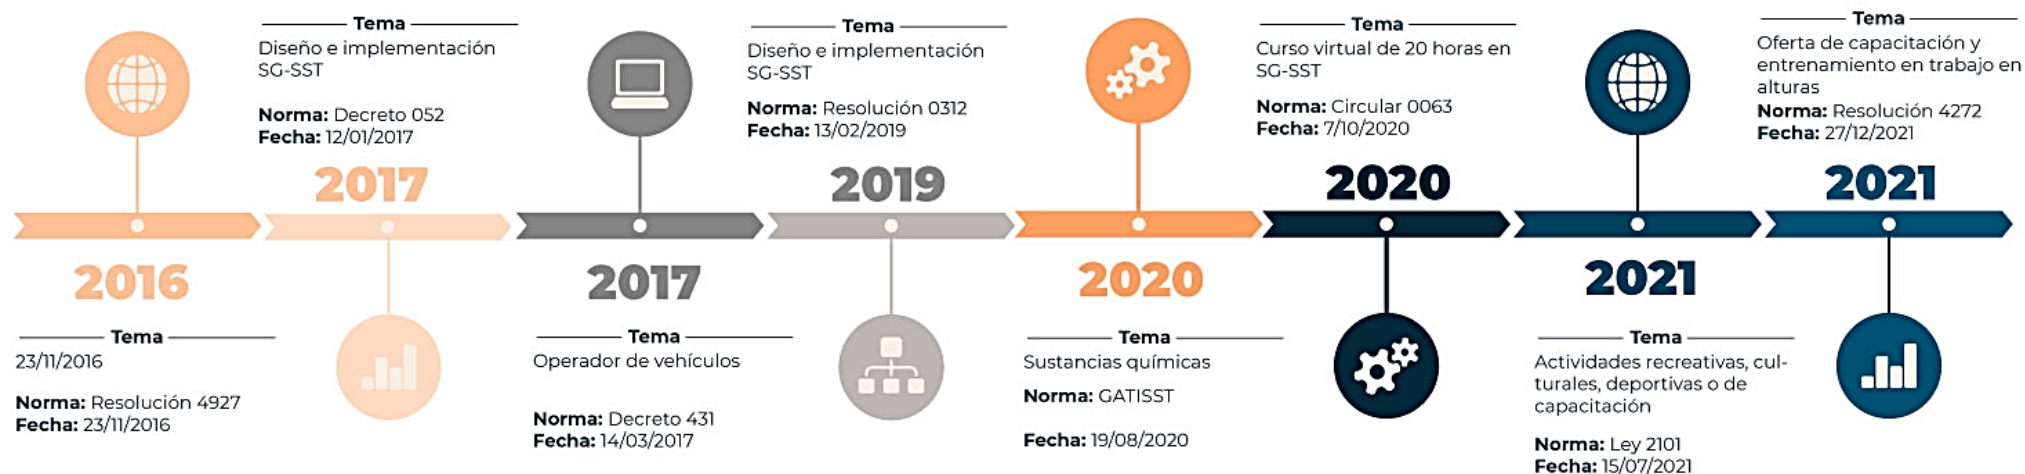 Tema
Diseño e implementación
SG-SST
Norma: Decreto 052
Fecha: 12/01/2017
2017
Tema
Diseño e implementación
SG-SST
Norma: Resolución 0312
Fecha: 13/02/2019
2019
Tema
Curso virtual de 20 horas en
SG-SST
Norma: Circular 0063
Fecha: 7/10/2020
2020
Tema
Oferta de capacitación y
entrenamiento en trabajo en
alturas
Norma: Resolución 4272
Fecha: 27/12/2021
2021
2016
Tema
23/11/2016
Norma: Resolución 4927
Fecha: 23/11/2016
2017
Tema
Operador de vehículos
Norma: Decreto 431
Fecha: 14/03/2017
2020
Tema
Sustancias químicas
Norma: GATISST
Fecha: 19/08/2020
2021
Tema
Actividades recreativas, cul-
turales, deportivas o de
capacitación
Norma: Ley 2101
Fecha: 15/07/2021